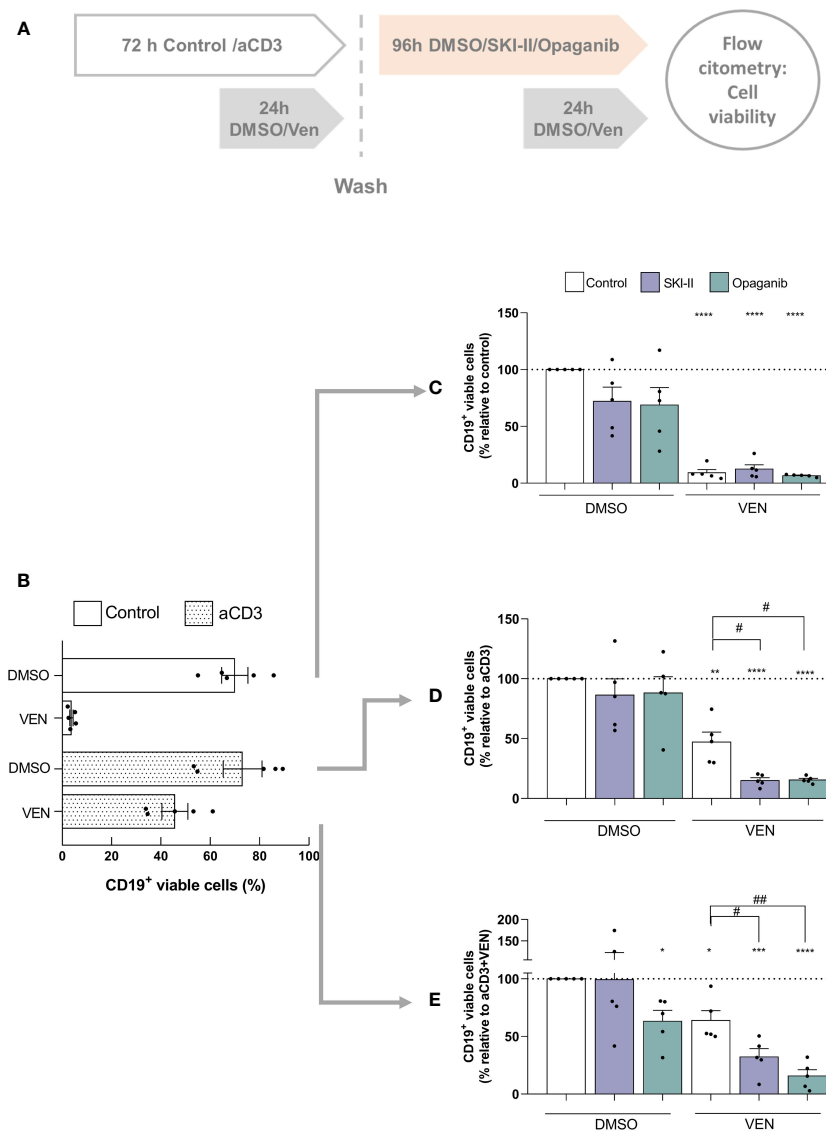 A
72 h Control /aCD3
96h DMSO/SKI-II/Opaganib
Flow
citometry:
Cell
viability
24h
DMSO/Ven
24h
DMSO/Ven
Wash
Control
SKI-II
Opaganib
C
CD19+ viable cells
(% relative to control)
150
100
50
0
****
****
****
DMSO
VEN
B
Control
aCD3
DMSO
VEN
DMSO
VEN
0
20
40
60
80
100
CD19+ viable cells (%)
D
CD19+ viable cells
(% relative to aCD3)
150
100
50
0
#
#
**
****
****
DMSO
VEN
E
CD19+ viable cells
(% relative to aCD3+VEN)
200
150
100
50
0
##
#
*
*
***
****
DMSO
VEN